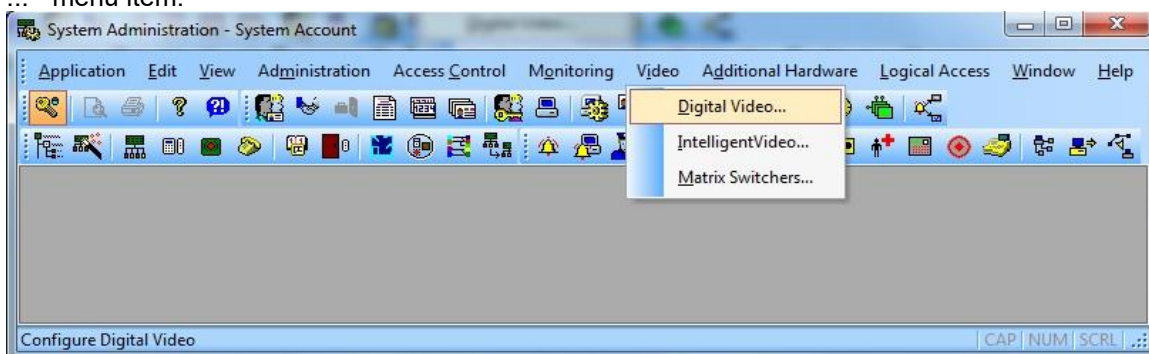 ... menu item.
System Administration - System Account
Application Edit View Administration Access Control Monitoring Video Additional Hardware Logical Access Window Help
Digital Video...
IntelligentVideo...
Matrix Switchers...
Configure Digital Video
CAP NUM SCRL